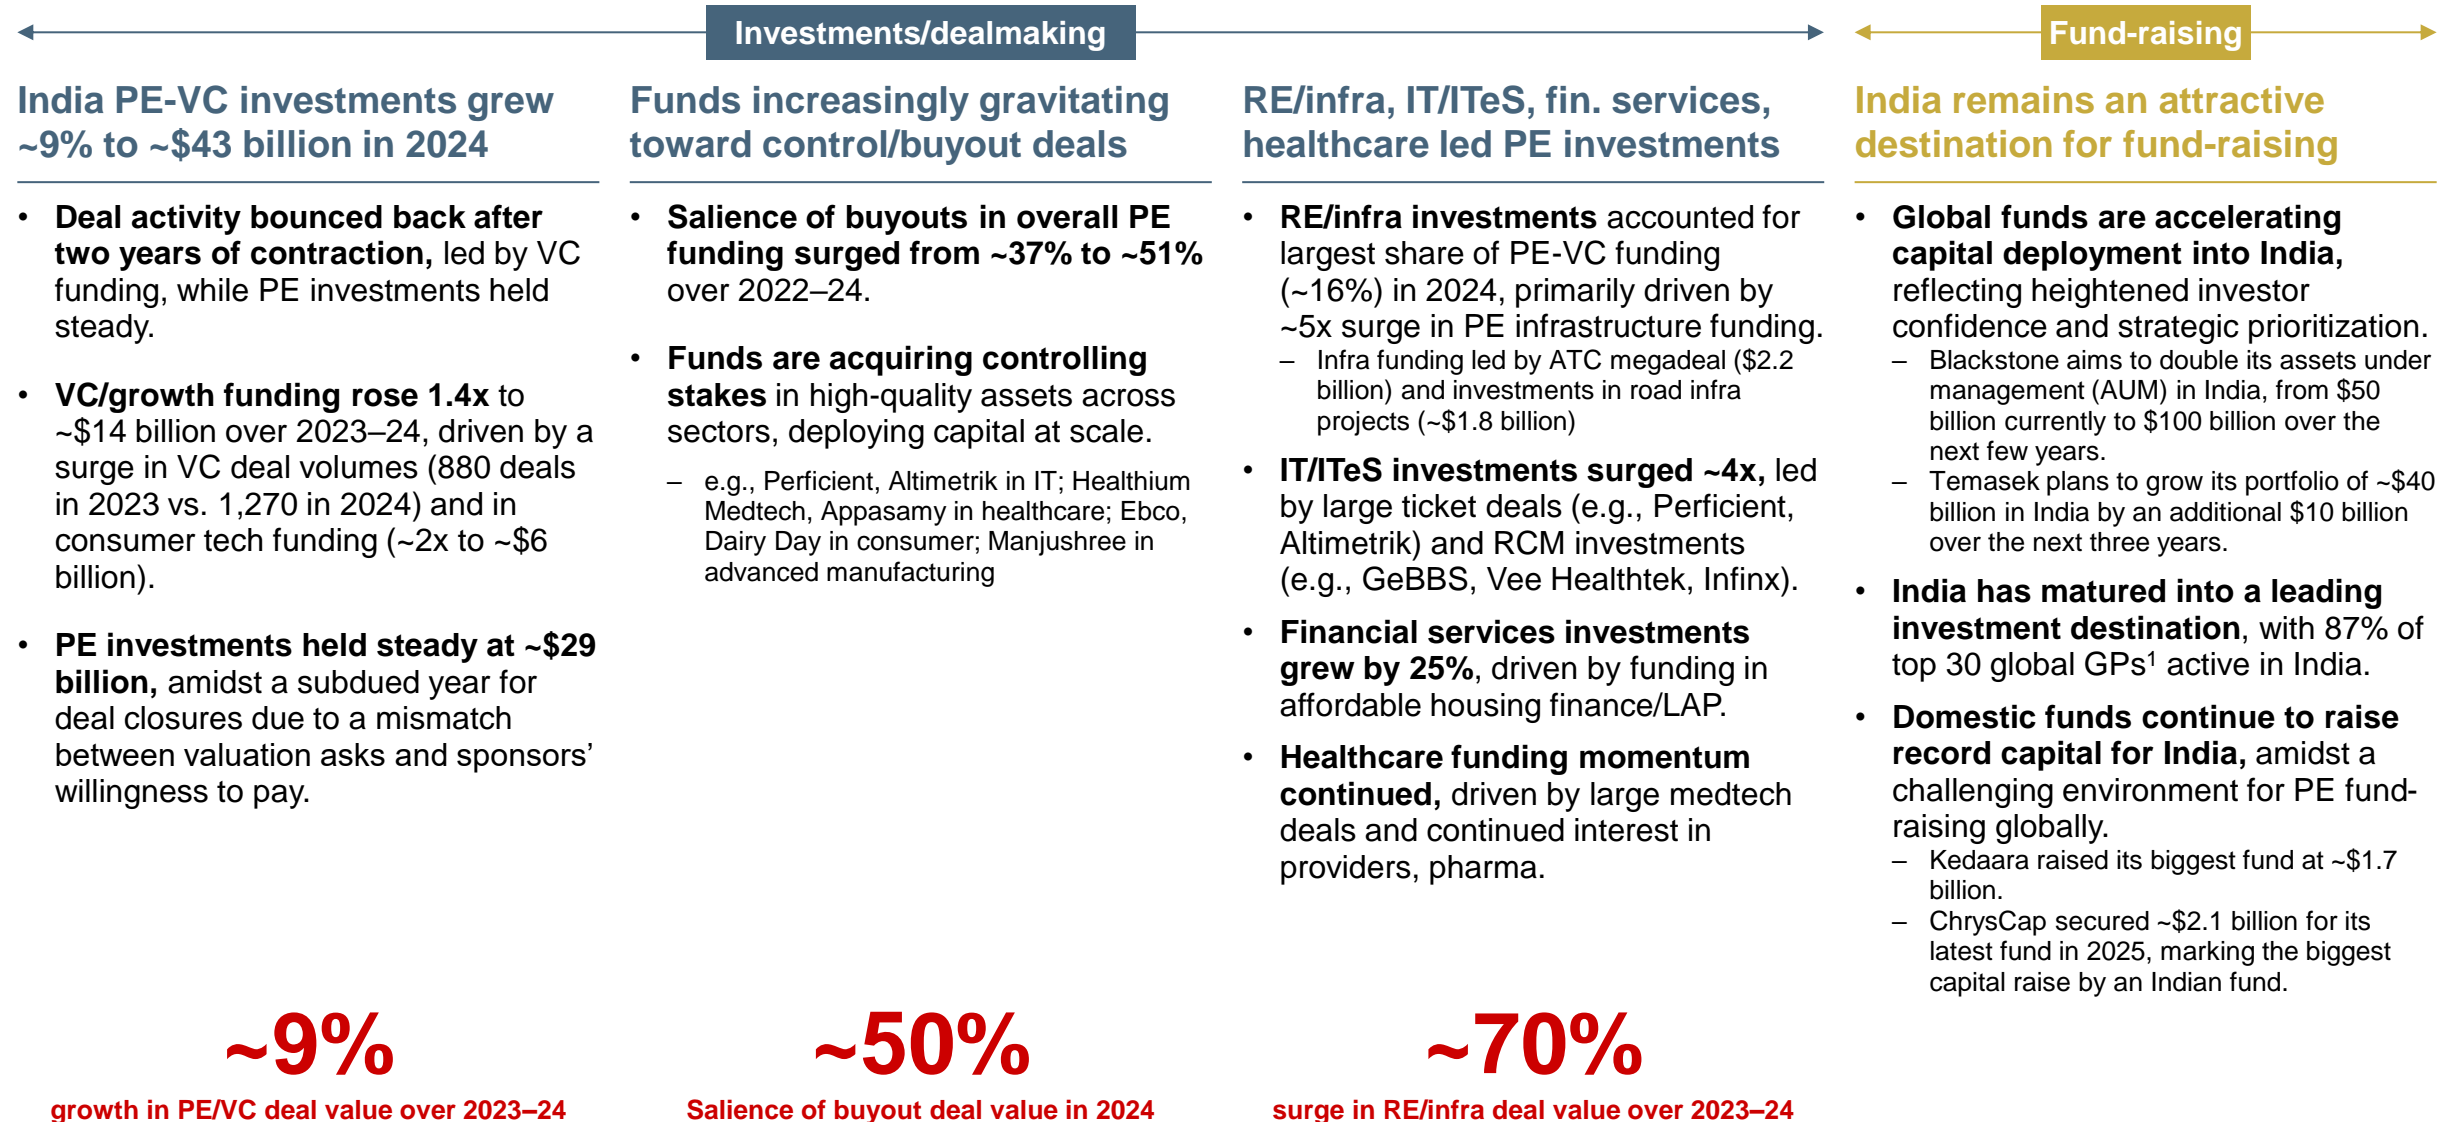 Investments/dealmaking
Fund-raising
India PE-VC investments grew
~9% to ~$43 billion in 2024
• Deal activity bounced back after
two years of contraction, led by VC
funding, while PE investments held
steady.
• VC/growth funding rose 1.4x to
~$14 billion over 2023–24, driven by a
surge in VC deal volumes (880 deals
in 2023 vs. 1,270 in 2024) and in
consumer tech funding (~2x to ~$6
billion).
• PE investments held steady at ~$29
billion, amidst a subdued year for
deal closures due to a mismatch
between valuation asks and sponsors’
willingness to pay.
~9%
growth in PE/VC deal value over 2023–24
Funds increasingly gravitating
toward control/buyout deals
• Salience of buyouts in overall PE
funding surged from ~37% to ~51%
over 2022–24.
• Funds are acquiring controlling
stakes in high-quality assets across
sectors, deploying capital at scale.
– e.g., Perficient, Altimetrik in IT; Healthium
Medtech, Appasamy in healthcare; Ebco,
Dairy Day in consumer; Manjushree in
advanced manufacturing
~50%
Salience of buyout deal value in 2024
RE/infra, IT/ITeS, fin. services,
healthcare led PE investments
• RE/infra investments accounted for
largest share of PE-VC funding
(~16%) in 2024, primarily driven by
~5x surge in PE infrastructure funding.
– Infra funding led by ATC megadeal ($2.2
billion) and investments in road infra
projects (~$1.8 billion)
• IT/ITeS investments surged ~4x, led
by large ticket deals (e.g., Perficient,
Altimetrik) and RCM investments
(e.g., GeBBS, Vee Healthtek, Infinx).
• Financial services investments
grew by 25%, driven by funding in
affordable housing finance/LAP.
• Healthcare funding momentum
continued, driven by large medtech
deals and continued interest in
providers, pharma.
~70%
surge in RE/infra deal value over 2023–24
India remains an attractive
destination for fund-raising
• Global funds are accelerating
capital deployment into India,
reflecting heightened investor
confidence and strategic prioritization.
– Blackstone aims to double its assets under
management (AUM) in India, from $50
billion currently to $100 billion over the
next few years.
– Temasek plans to grow its portfolio of ~$40
billion in India by an additional $10 billion
over the next three years.
• India has matured into a leading
investment destination, with 87% of
top 30 global GPs¹ active in India.
• Domestic funds continue to raise
record capital for India, amidst a
challenging environment for PE fund-
raising globally.
– Kedaara raised its biggest fund at ~$1.7
billion.
– ChrysCap secured ~$2.1 billion for its
latest fund in 2025, marking the biggest
capital raise by an Indian fund.